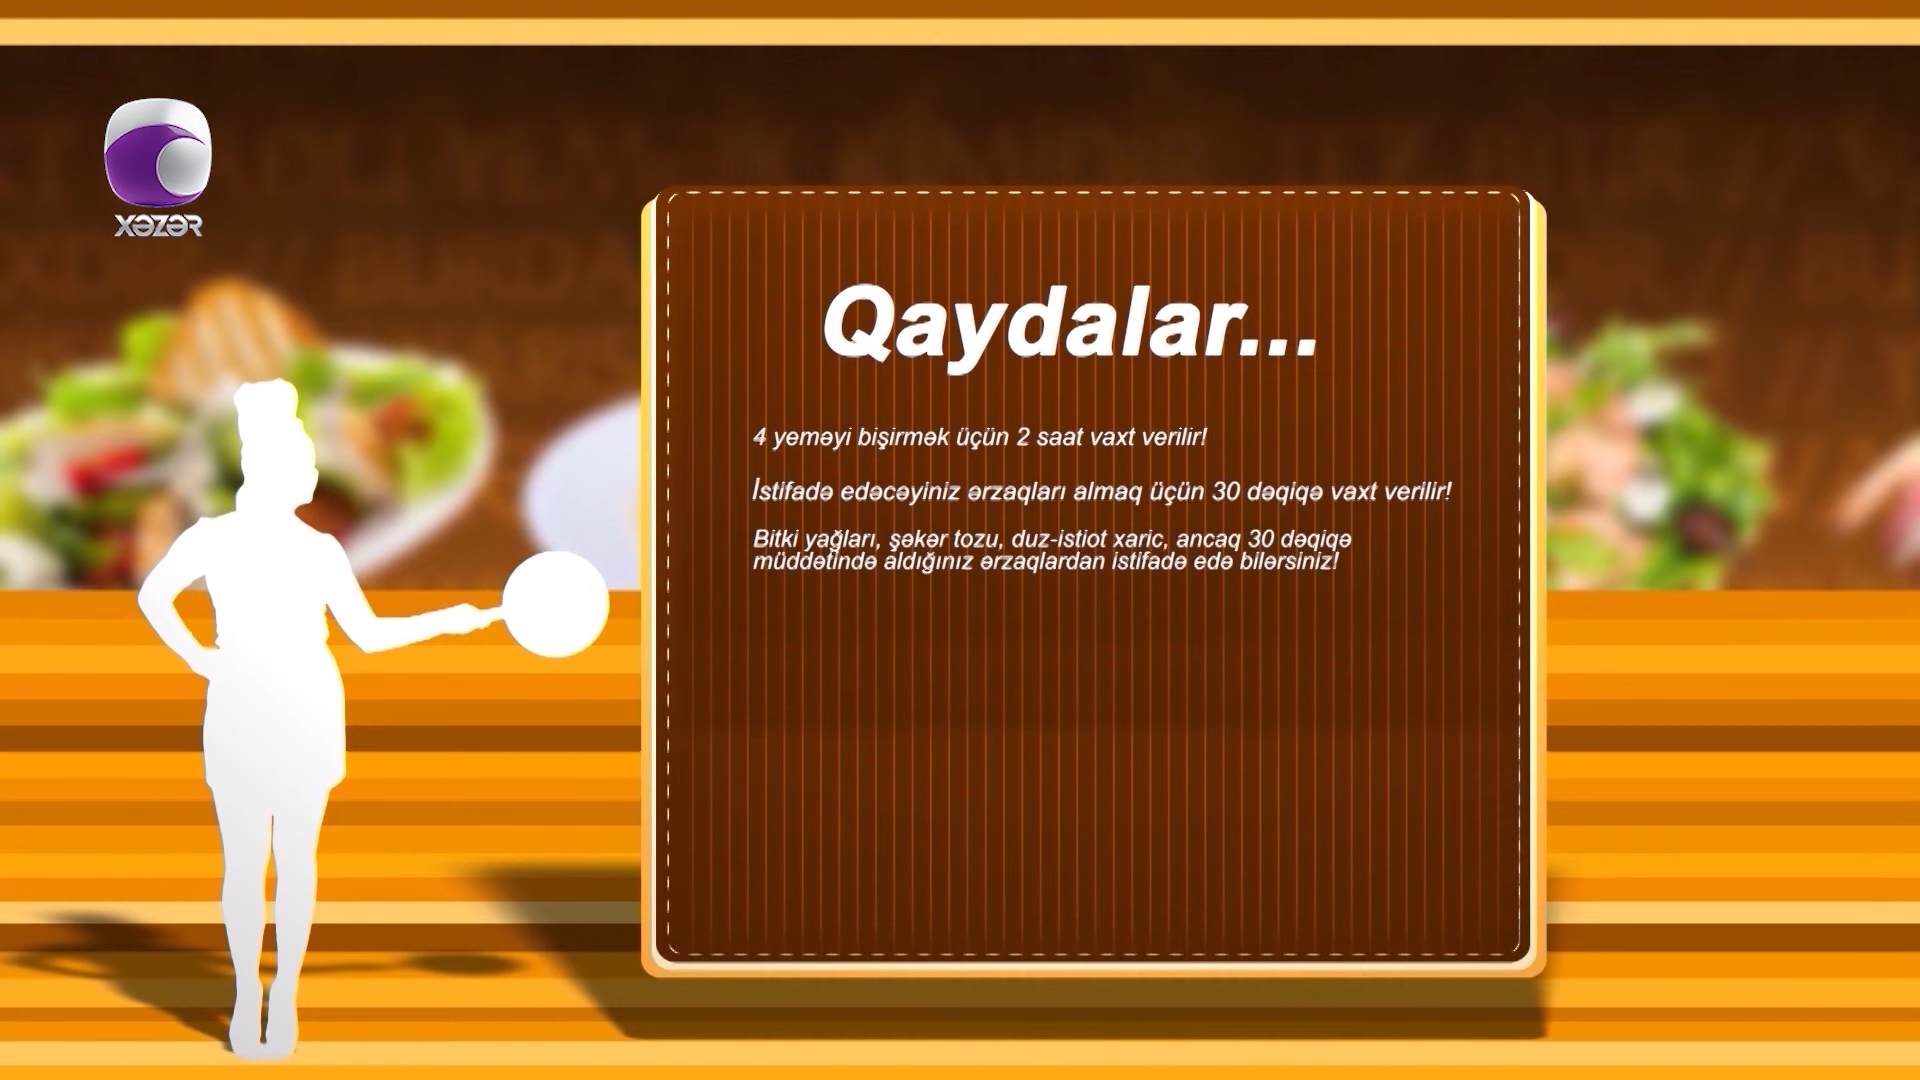 XƏZƏR
Qaydalar...
4 yeməyi bişirmək üçün 2 saat vaxt verilir!
İstifadə edəcəyiniz ərzaqları almaq üçün 30 dəqiqə vaxt verilir!
Bitki yağları, şəkər tozu, duz-istiot xaric, ancaq 30 dəqiqə
müddətində aldığınız ərzaqlardan istifadə edə bilərsiniz!